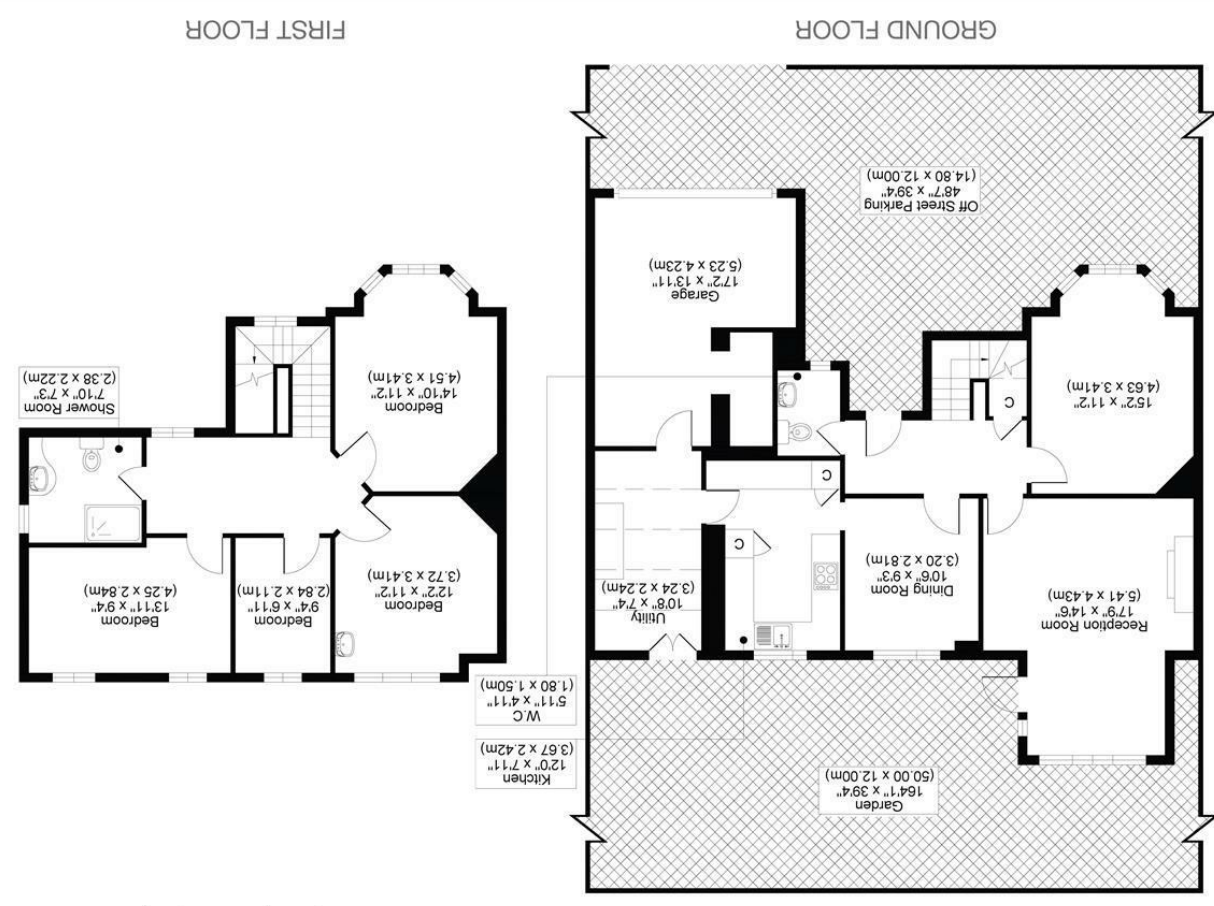 Garden
164'1" x 39'4"
(50.00 x 12.00m)
Kitchen
12'0" x 7'11"
(3.67 x 2.42m)
W.C
5'11" x 4'11"
(1.80 x 1.50m)
Reception Room
17'9" x 14'6"
(5.41 x 4.43m)
Dining Room
10'6" x 9'3"
(3.20 x 2.81m)
Utility
10'8" x 7'4"
(3.24 x 2.24m)
C
C
C
15'2" x 11'2"
(4.63 x 3.41m)
Garage
17'2" x 13'11"
(5.23 x 4.23m)
Off Street Parking
48'7" x 39'4"
(14.80 x 12.00m)
GROUND FLOOR
Bedroom
12'2" x 11'2"
(3.72 x 3.41m)
Bedroom
9'4" x 6'11"
(2.84 x 2.11m)
Bedroom
13'11" x 9'4"
(4.25 x 2.84m)
Bedroom
14'10" x 11'2"
(4.51 x 3.41m)
Shower Room
7'10" x 7'3"
(2.38 x 2.22m)
FIRST FLOOR